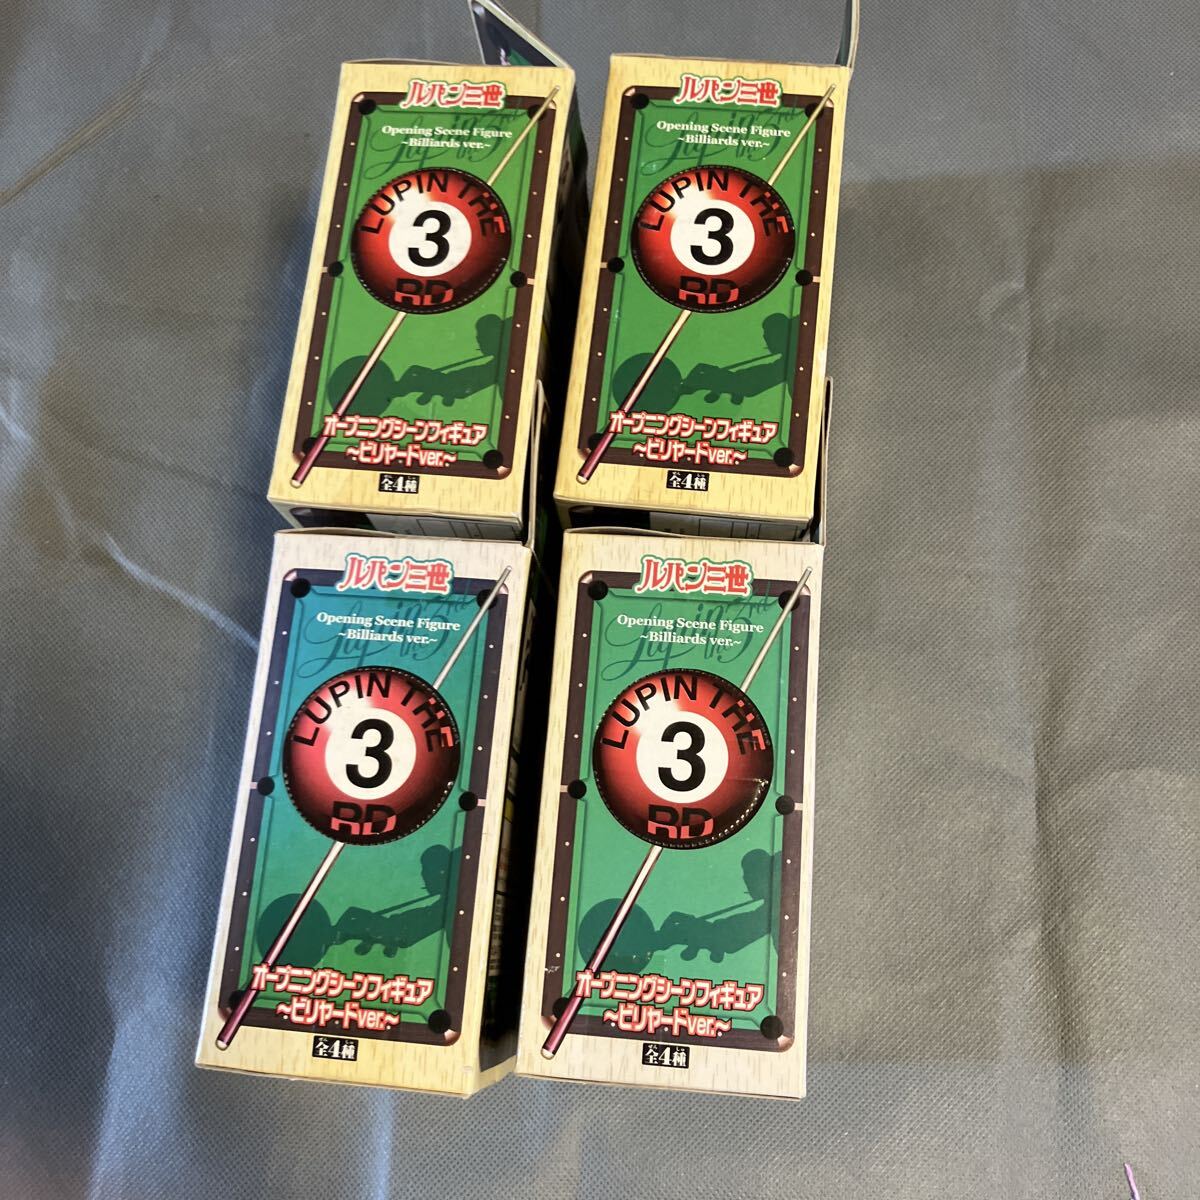 ルパン三世
Opening Scene Figure
~Billiards ver.~
LUPIN THE
3
RD
オープニングシーンフィギュア
~ビリヤードver.~
全4種
ルパン三世
Opening Scene Figure
~Billiards ver.~
LUPIN THE
3
RD
オープニングシーンフィギュア
~ビリヤードver.~
全4種
ルパン三世
Opening Scene Figure
~Billiards ver.~
LUPIN THE
3
RD
オープニングシーンフィギュア
~ビリヤードver.~
全4種
ルパン三世
Opening Scene Figure
~Billiards ver.~
LUPIN THE
3
RD
オープニングシーンフィギュア
~ビリヤードver.~
全4種